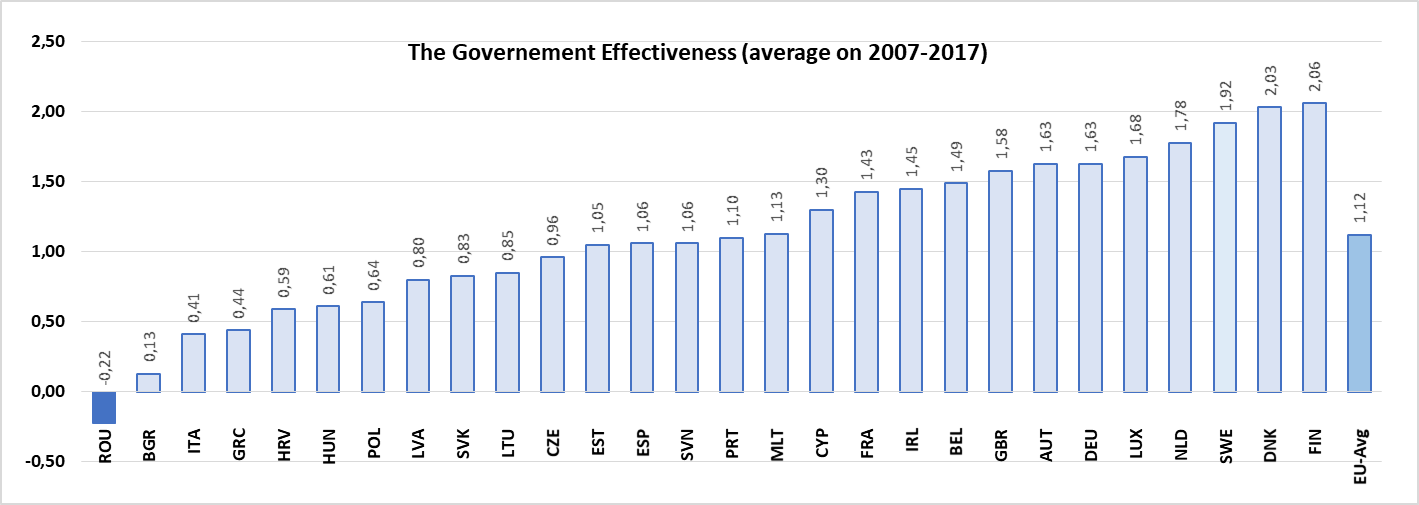 The Governement Effectiveness (average on 2007-2017)
2,50
2,00
1,50
1,00
0,50
0,00
-0,50
-0,22
0,13
0,41
0,44
0,59
0,61
0,64
0,80
0,83
0,85
0,96
1,05
1,06
1,06
1,10
1,13
1,30
1,43
1,45
1,49
1,58
1,63
1,63
1,68
1,78
1,92
2,03
2,06
1,12
ROU
BGR
ITA
GRC
HRV
HUN
POL
LVA
SVK
LTU
CZE
EST
ESP
SVN
PRT
MLT
CYP
FRA
IRL
BEL
GBR
AUT
DEU
LUX
NLD
SWE
DNK
FIN
EU-Avg